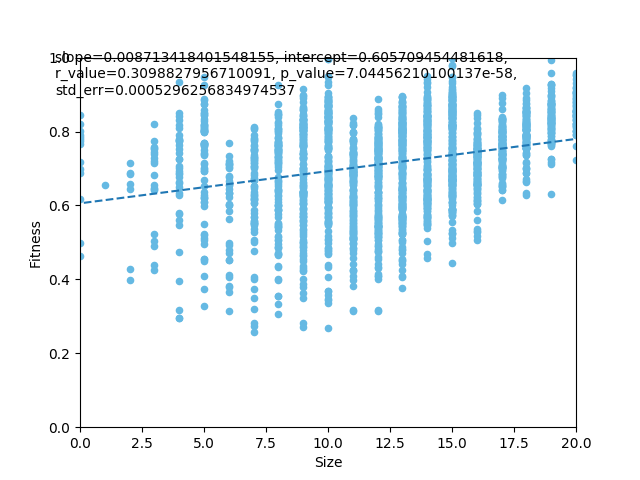 slope=0.008713418401548155, intercept=0.605709454481618,
r_value=0.3098827956710091, p_value=7.04456210100137e-58,
std_err=0.0005296256834974537
1.0
0.8
0.6
0.4
0.2
0.0
Fitness
0.0 2.5 5.0 7.5 10.0 12.5 15.0 17.5 20.0
Size